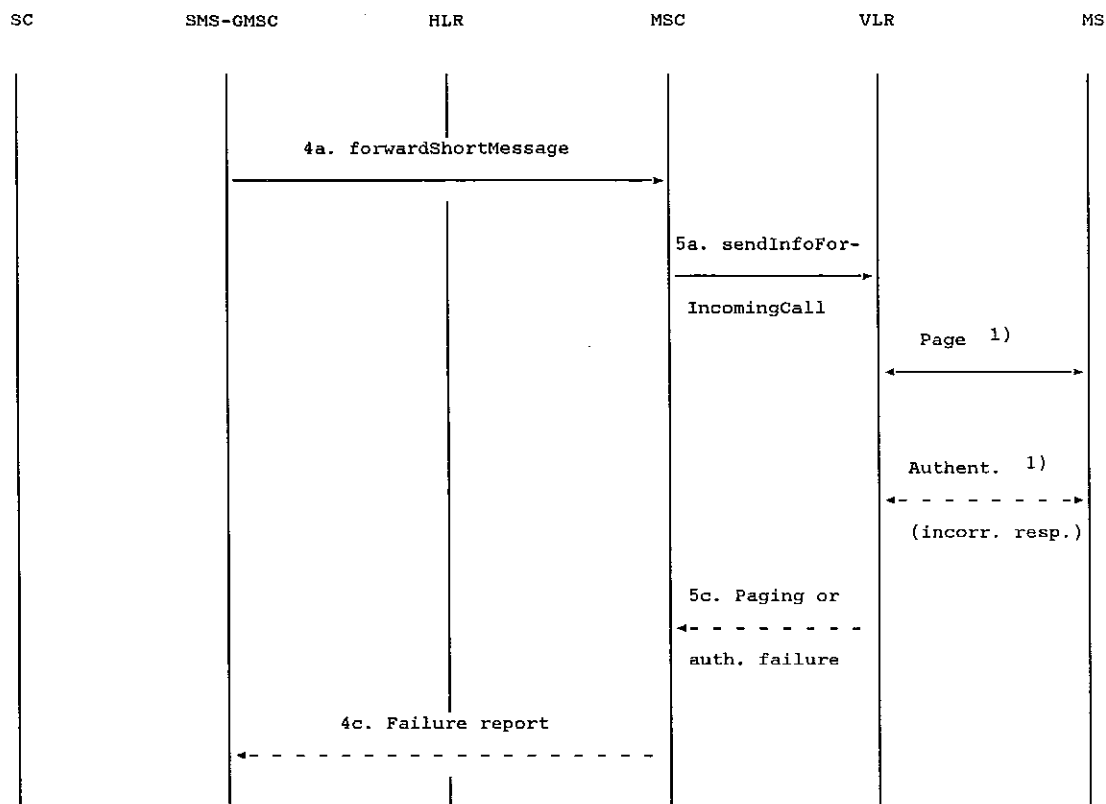 SC SMS-GMSC HLR MSC VLR MS
4a. forwardShortMessage
5a. sendInfoFor-
IncomingCall
Page 1)
Authent. 1)
(incorr. resp.)
5c. Paging or
auth. failure
4c. Failure report